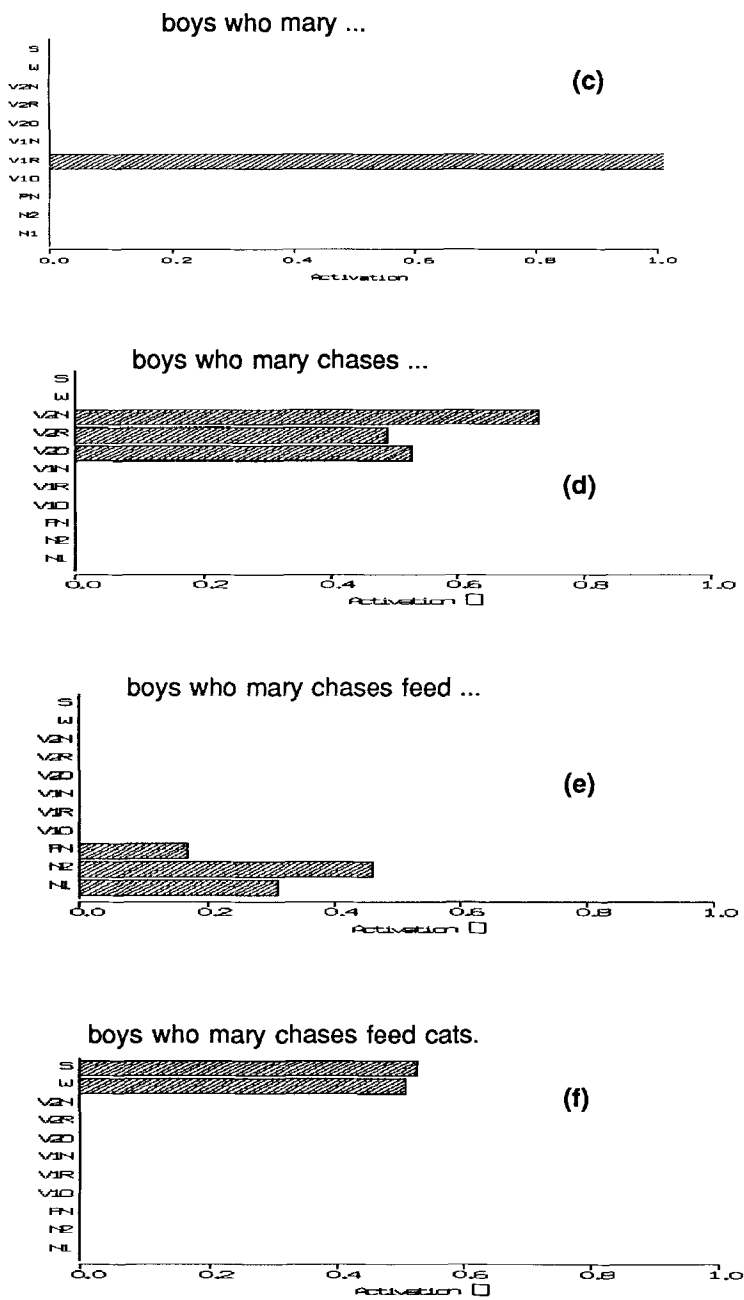 boys who mary ...
(c)
S
W
V2N
V2R
V2O
V1N
V1R
V1O
PN
N2
N1
0.0 0.2 0.4 0.6 0.8 1.0
Activation
boys who mary chases ...
(d)
S
W
V2N
V2R
V2O
V1N
V1R
V1O
PN
N2
N1
0.0 0.2 0.4 0.6 0.8 1.0
Activation
boys who mary chases feed ...
(e)
S
W
V2N
V2R
V2O
V1N
V1R
V1O
PN
N2
N1
0.0 0.2 0.4 0.6 0.8 1.0
Activation
boys who mary chases feed cats.
(f)
S
W
V2N
V2R
V2O
V1N
V1R
V1O
PN
N2
N1
0.0 0.2 0.4 0.6 0.8 1.0
Activation